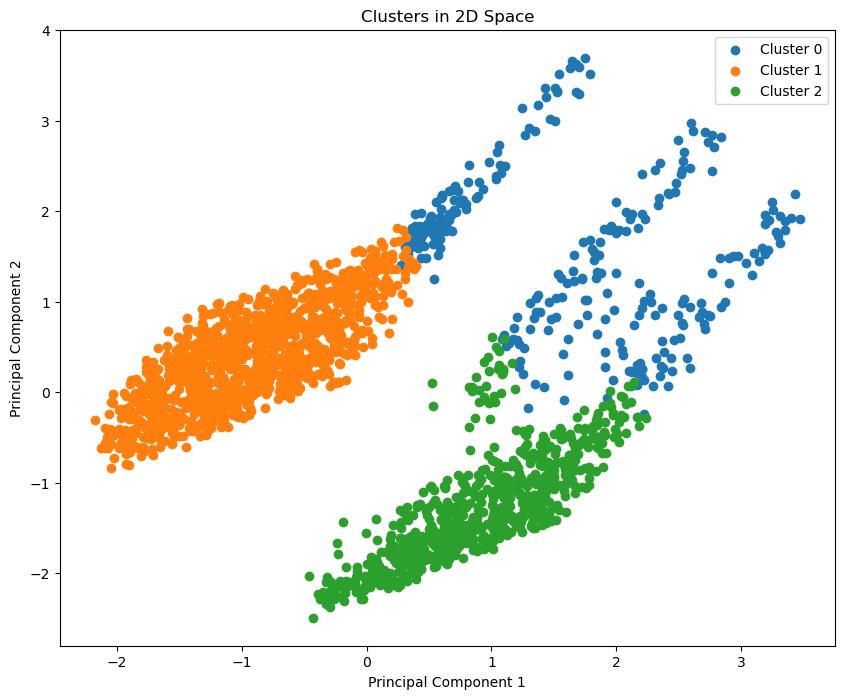 Clusters in 2D Space
Cluster 0
Cluster 1
Cluster 2
4
3
2
1
0
−1
−2
Principal Component 2
−2
−1
0
1
2
3
Principal Component 1